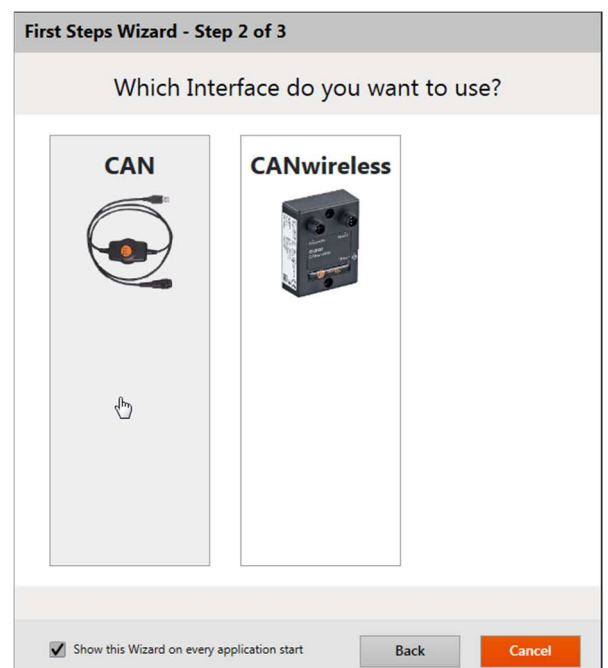 First Steps Wizard - Step 2 of 3
Which Interface do you want to use?
CAN
CANwireless
Show this Wizard on every application start
Back
Cancel